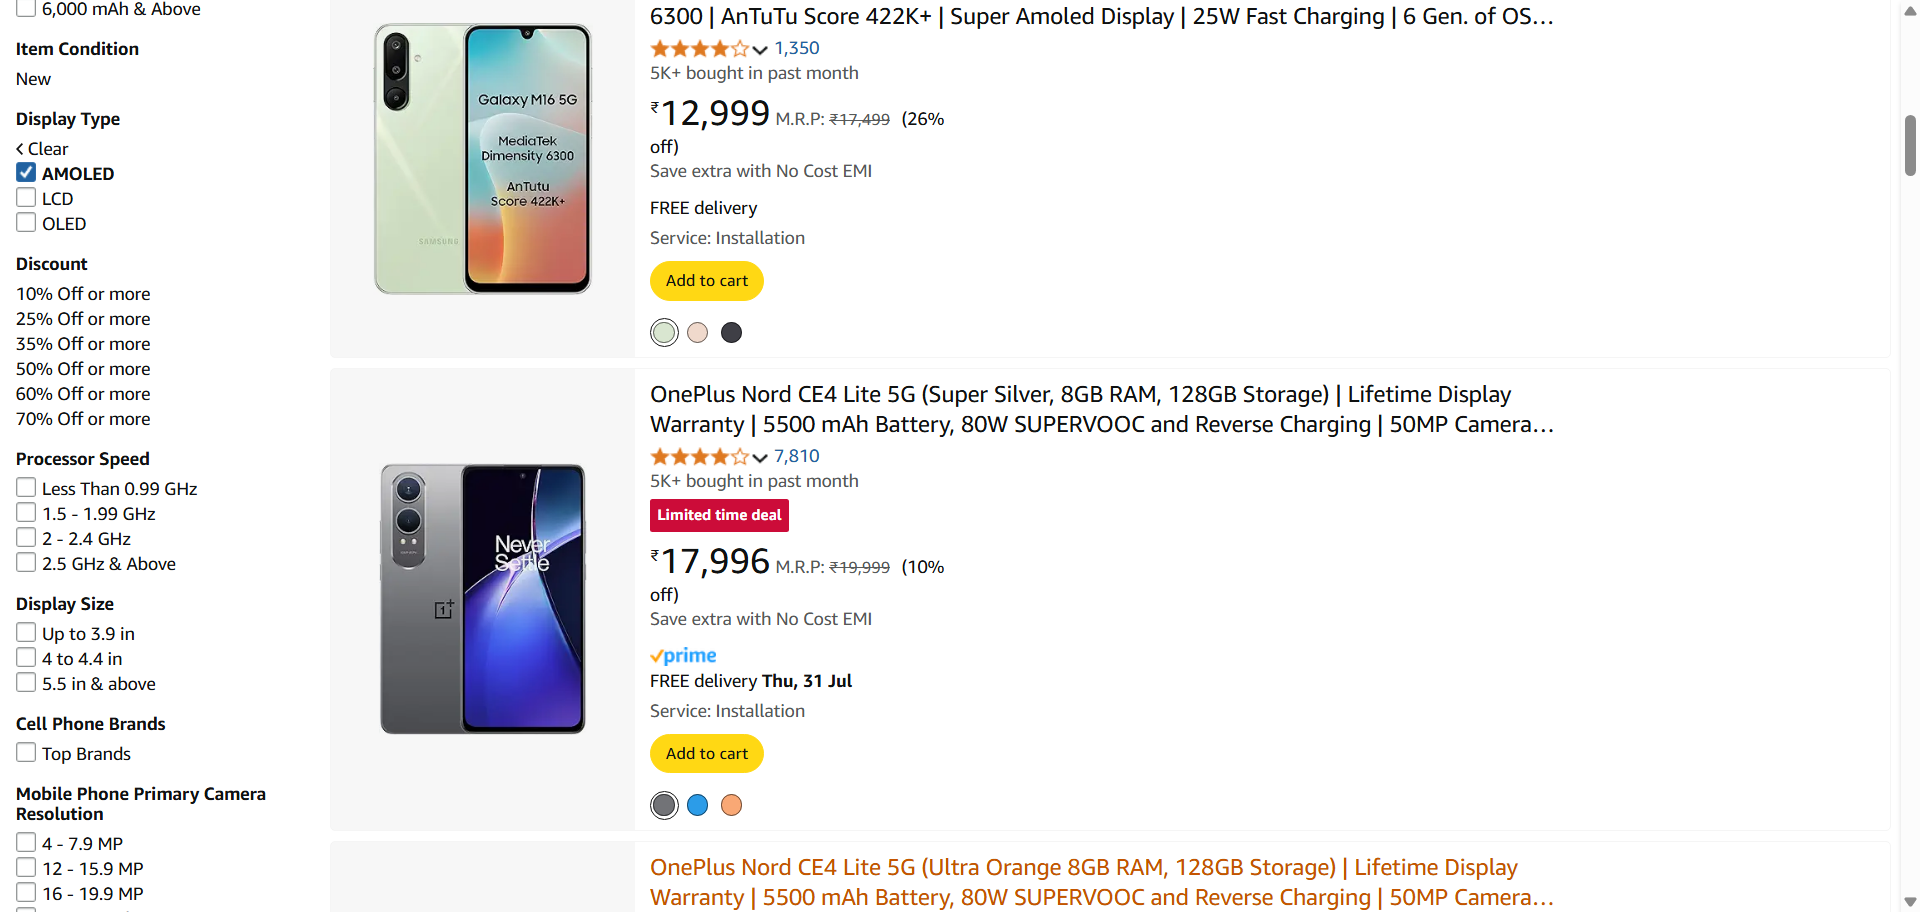 6,000 mAh & Above
Item Condition
New
Display Type
Clear
AMOLED
LCD
OLED
Discount
10% Off or more
25% Off or more
35% Off or more
50% Off or more
60% Off or more
70% Off or more
Processor Speed
Less Than 0.99 GHz
1.5 - 1.99 GHz
2 - 2.4 GHz
2.5 GHz & Above
Display Size
Up to 3.9 in
4 to 4.4 in
5.5 in & above
Cell Phone Brands
Top Brands
Mobile Phone Primary Camera
Resolution
4 - 7.9 MP
12 - 15.9 MP
16 - 19.9 MP
Galaxy M16 5G
MediaTek
Dimensity 6300
AnTutu
Score 422K+
SAMSUNG
6300 | AnTuTu Score 422K+ | Super Amoled Display | 25W Fast Charging | 6 Gen. of OS…
1,350
5K+ bought in past month
₹12,999 M.R.P: ₹17,499 (26%
off)
Save extra with No Cost EMI
FREE delivery
Service: Installation
Add to cart
Never
Settle
OnePlus Nord CE4 Lite 5G (Super Silver, 8GB RAM, 128GB Storage) | Lifetime Display
Warranty | 5500 mAh Battery, 80W SUPERVOOC and Reverse Charging | 50MP Camera…
7,810
5K+ bought in past month
Limited time deal
₹17,996 M.R.P: ₹19,999 (10%
off)
Save extra with No Cost EMI
prime
FREE delivery Thu, 31 Jul
Service: Installation
Add to cart
OnePlus Nord CE4 Lite 5G (Ultra Orange 8GB RAM, 128GB Storage) | Lifetime Display
Warranty | 5500 mAh Battery, 80W SUPERVOOC and Reverse Charging | 50MP Camera…